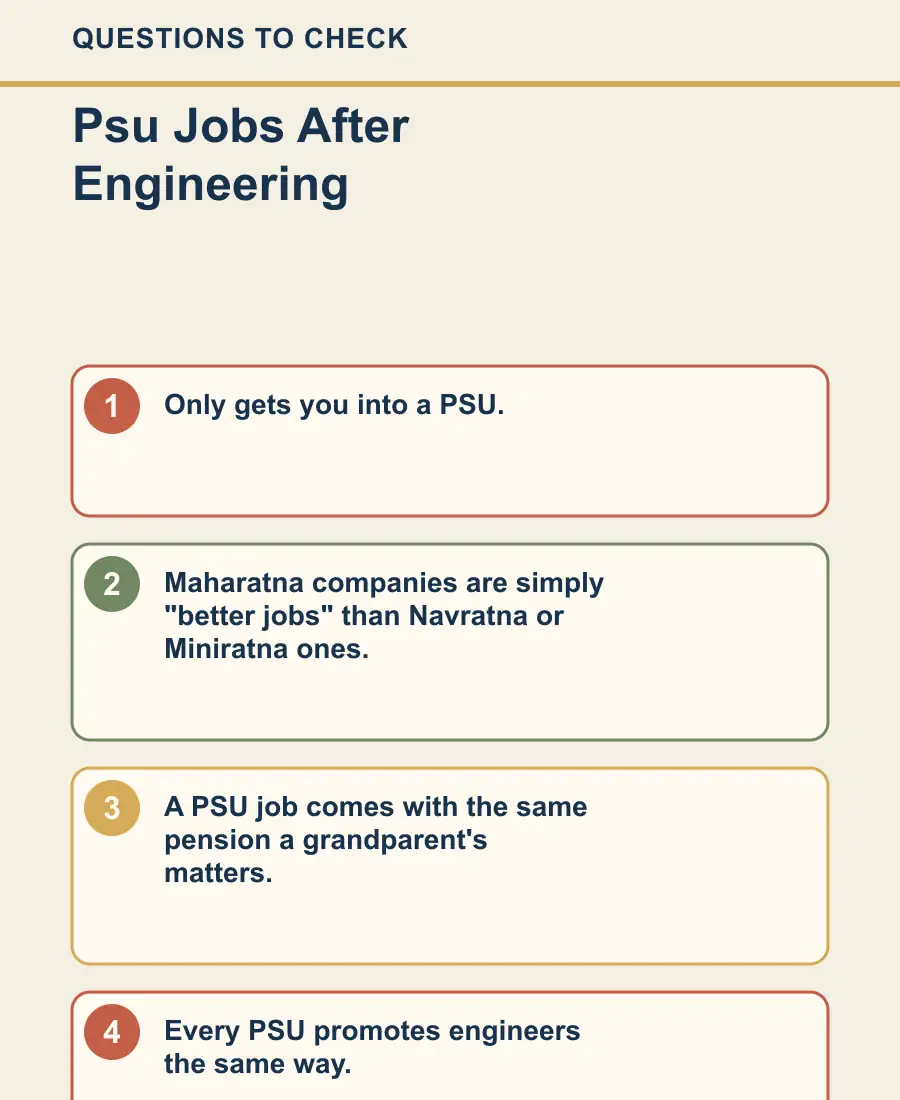 QUESTIONS TO CHECK
Psu Jobs After
Engineering
1
Only gets you into a PSU.
2
Maharatna companies are simply
"better jobs" than Navratna or
Miniratna ones.
3
A PSU job comes with the same
pension a grandparent's
matters.
4
Every PSU promotes engineers
the same way.